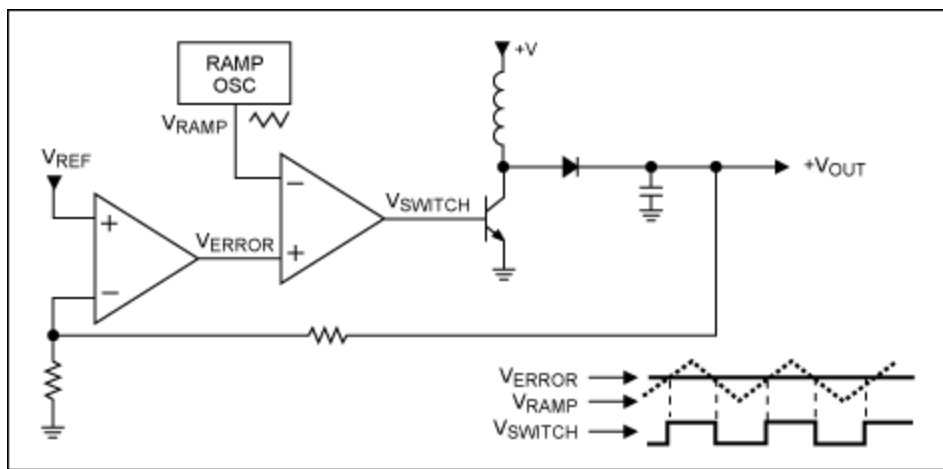 RAMP
OSC
+V
VRAMP
VREF
+
−
VERROR
−
+
VSWITCH
+VOUT
VERROR
VRAMP
VSWITCH